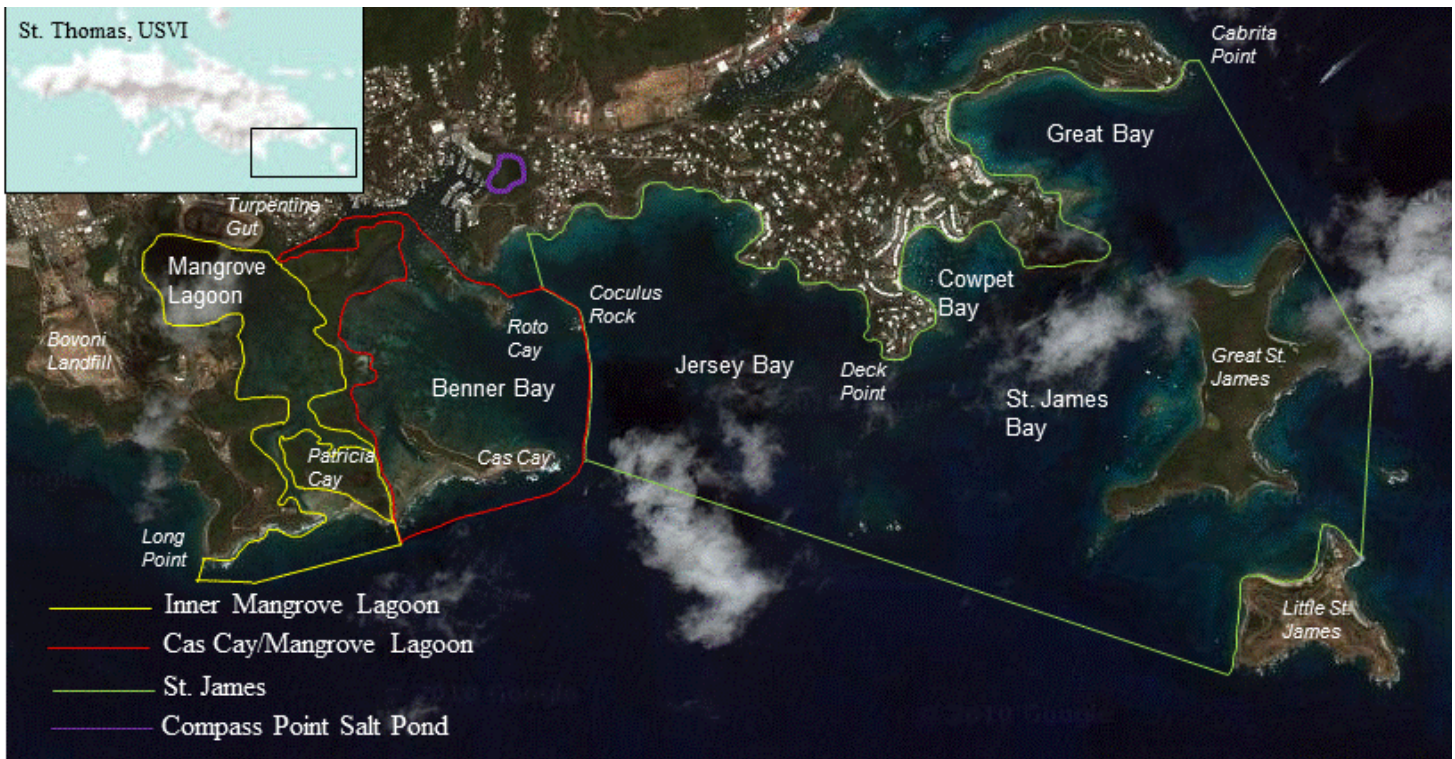 St. Thomas, USVI
Cabrita
Point
Great Bay
Turpentine
Gut
Mangrove
Lagoon
Cowpet
Bay
Coculus
Rock
Roto
Cay
Bovoni
Landfill
Jersey Bay
Deck
Point
Great St.
James
Benner Bay
St. James
Bay
Patricia
Cay
Cas Cay
Long
Point
Little St.
James
Inner Mangrove Lagoon
Cas Cay/Mangrove Lagoon
St. James
Compass Point Salt Pond